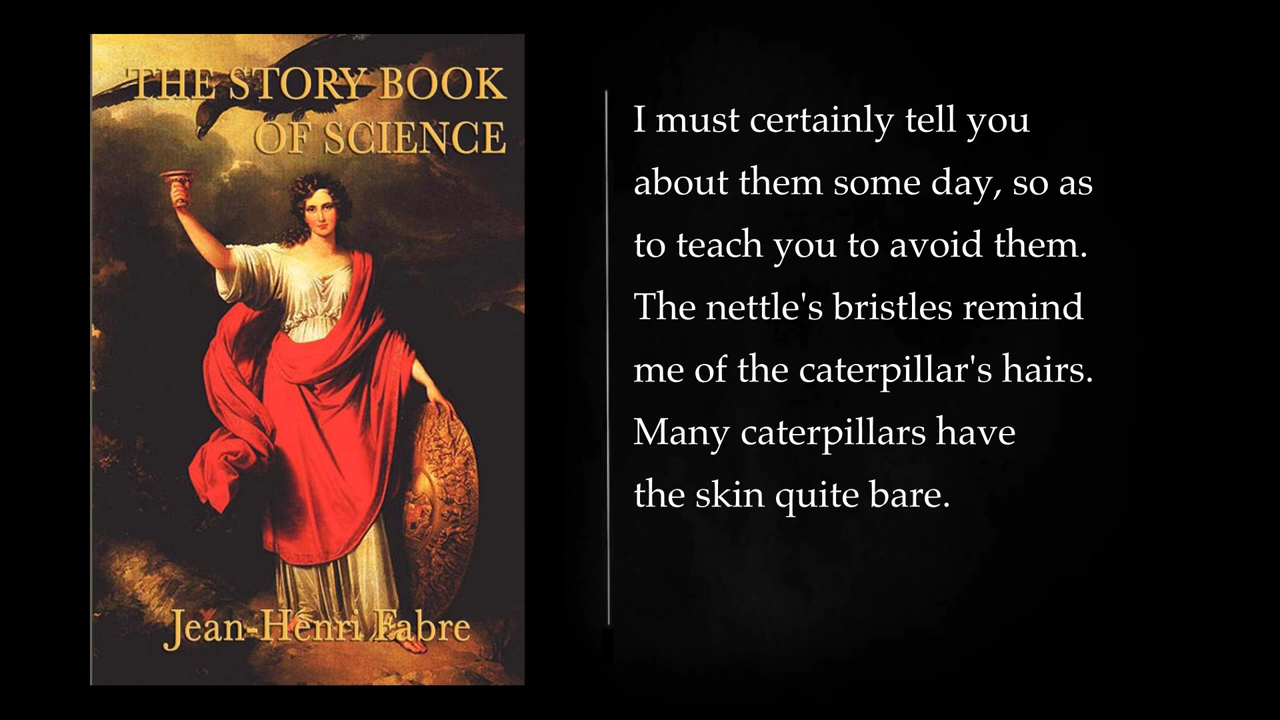 THE STORY BOOK
OF SCIENCE
Jean-Henri Fabre
I must certainly tell you
about them some day, so as
to teach you to avoid them.
The nettle's bristles remind
me of the caterpillar's hairs.
Many caterpillars have
the skin quite bare.